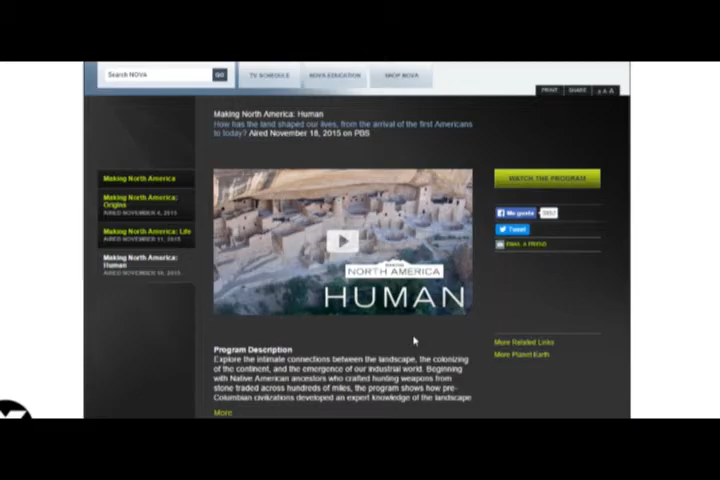 Search NOVA
GO
TV SCHEDULE
NOVA EDUCATION
SHOP NOVA
PRINT
SHARE
A A A
Making North America: Human
How has the land shaped our lives, from the arrival of the first Americans
to today? Aired November 18, 2015 on PBS
Making North America
Making North America:
Origins
AIRED NOVEMBER 4, 2015
Making North America: Life
AIRED NOVEMBER 11, 2015
Making North America:
Human
AIRED NOVEMBER 18, 2015
NORTH AMERICA
HUMAN
WATCH THE PROGRAM
Me gusta
Tweet
EMAIL A FRIEND
More Related Links
More Planet Earth
Program Description
Explore the intimate connections between the landscape, the colonizing
of the continent, and the emergence of our industrial world. Beginning
with Native American ancestors who crafted hunting weapons from
stone traded across hundreds of miles, the program shows how pre-
Columbian civilizations developed an expert knowledge of the landscape
More